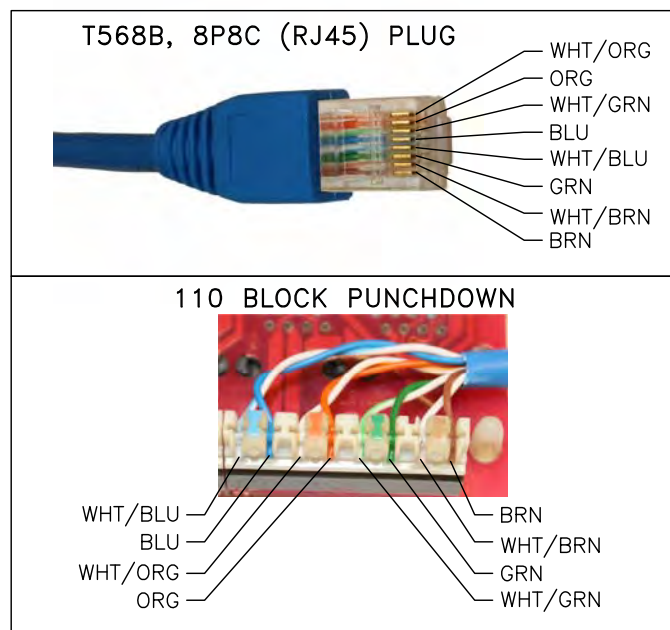 T568B, 8P8C (RJ45) PLUG
WHT/ORG
ORG
WHT/GRN
BLU
WHT/BLU
GRN
WHT/BRN
BRN
110 BLOCK PUNCHDOWN
WHT/BLU
BLU
WHT/ORG
ORG
BRN
WHT/BRN
GRN
WHT/GRN